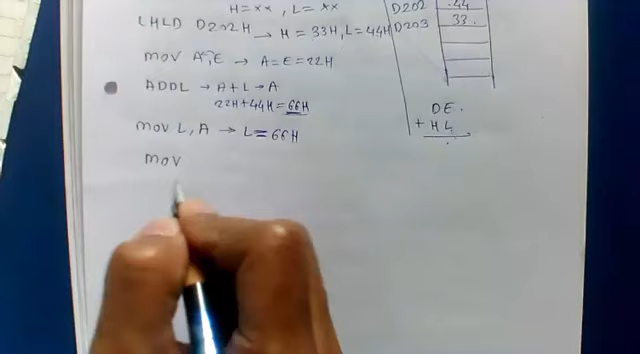 H = xx , L = xx
LHLD D202H → H = 33H, L = 44H
MOV A, E → A = E = 22H
ADDL → A + L → A
22H + 44H = 66H
MOV L, A → L = 66H
MOV
D202 44
D203 33.
DE.
+ HL